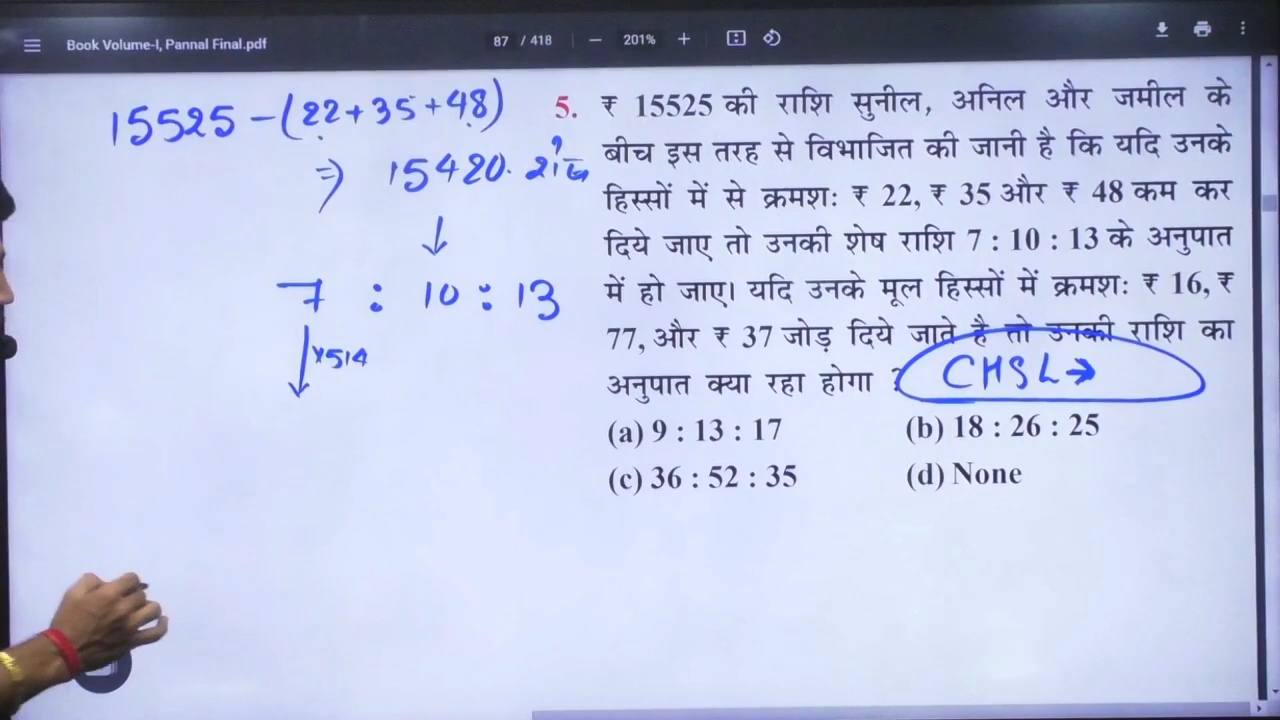 Book Volume-I, Pannal Final.pdf
87 / 418
201%
15525 - (22+35+48)
⇒ 15420.
↓
7 : 10 : 13
×514
5. ₹ 15525 की राशि सुनील, अनिल और जमील के
बीच इस तरह से विभाजित की जानी है कि यदि उनके
हिस्सों में से क्रमशः ₹ 22, ₹ 35 और ₹ 48 कम कर
दिये जाए तो उनकी शेष राशि 7 : 10 : 13 के अनुपात
में हो जाए। यदि उनके मूल हिस्सों में क्रमशः ₹ 16, ₹
77, और ₹ 37 जोड़ दिये जाते है तो उनकी राशि का
अनुपात क्या रहा होगा ?
CHSL →
(a) 9 : 13 : 17 (b) 18 : 26 : 25
(c) 36 : 52 : 35 (d) None